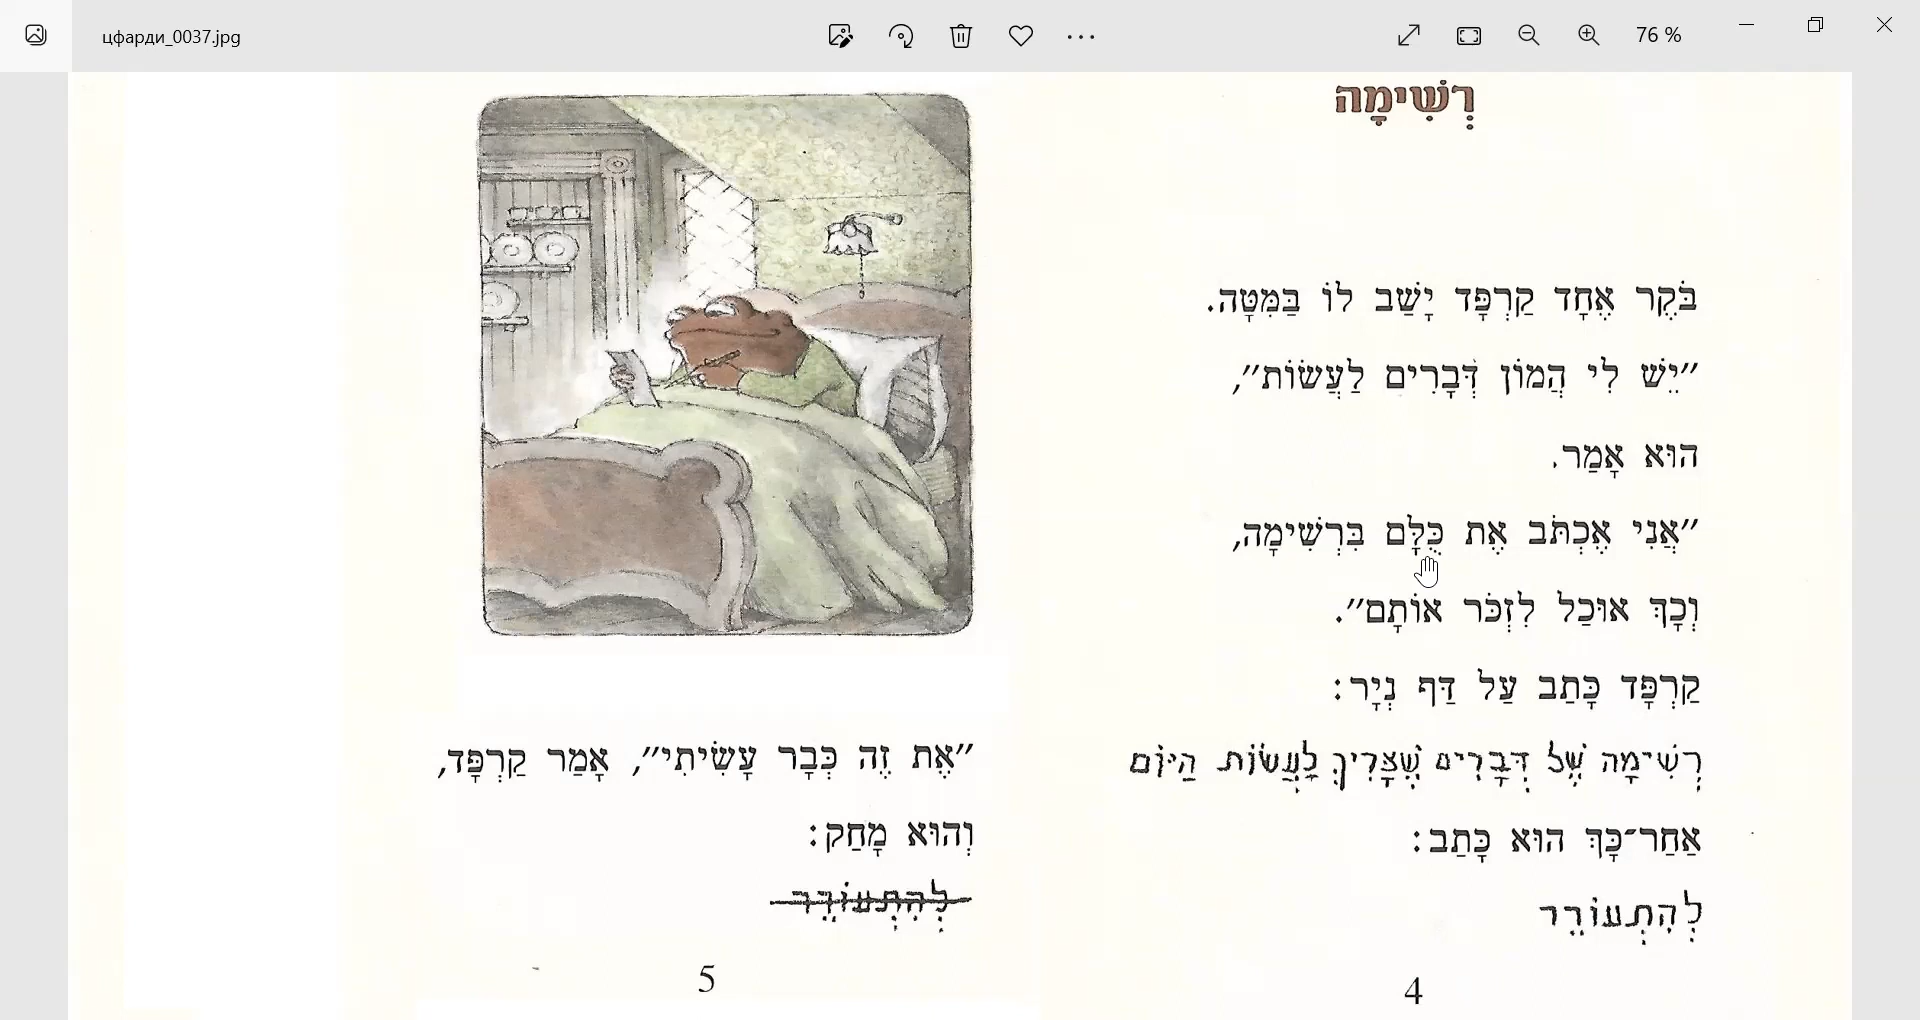 цфарди_0037.jpg
76 %
רְשִׁימָה
בֹּקֶר אֶחָד קַרְפָּד יָשַׁב לוֹ בַּמִּטָּה.
”יֵשׁ לִי הֲמוֹן דְּבָרִים לַעֲשׂוֹת”,
הוּא אָמַר.
”אֲנִי אֶכְתֹּב אֶת כֻּלָּם בִּרְשִׁימָה,
וְכָךְ אוּכַל לִזְכֹּר אוֹתָם”.
קַרְפָּד כָּתַב עַל דַּף נְיָר:
רְשִׁימָה שֶׁל דְּבָרִים שֶׁצָּרִיךְ לַעֲשׂוֹת הַיּוֹם
אַחַר־כָּךְ הוּא כָּתַב:
לְהִתְעוֹרֵר
4
”אֶת זֶה כְּבָר עָשִׂיתִי”, אָמַר קַרְפָּד,
וְהוּא מָחַק:
לְהִתְעוֹרֵר
5